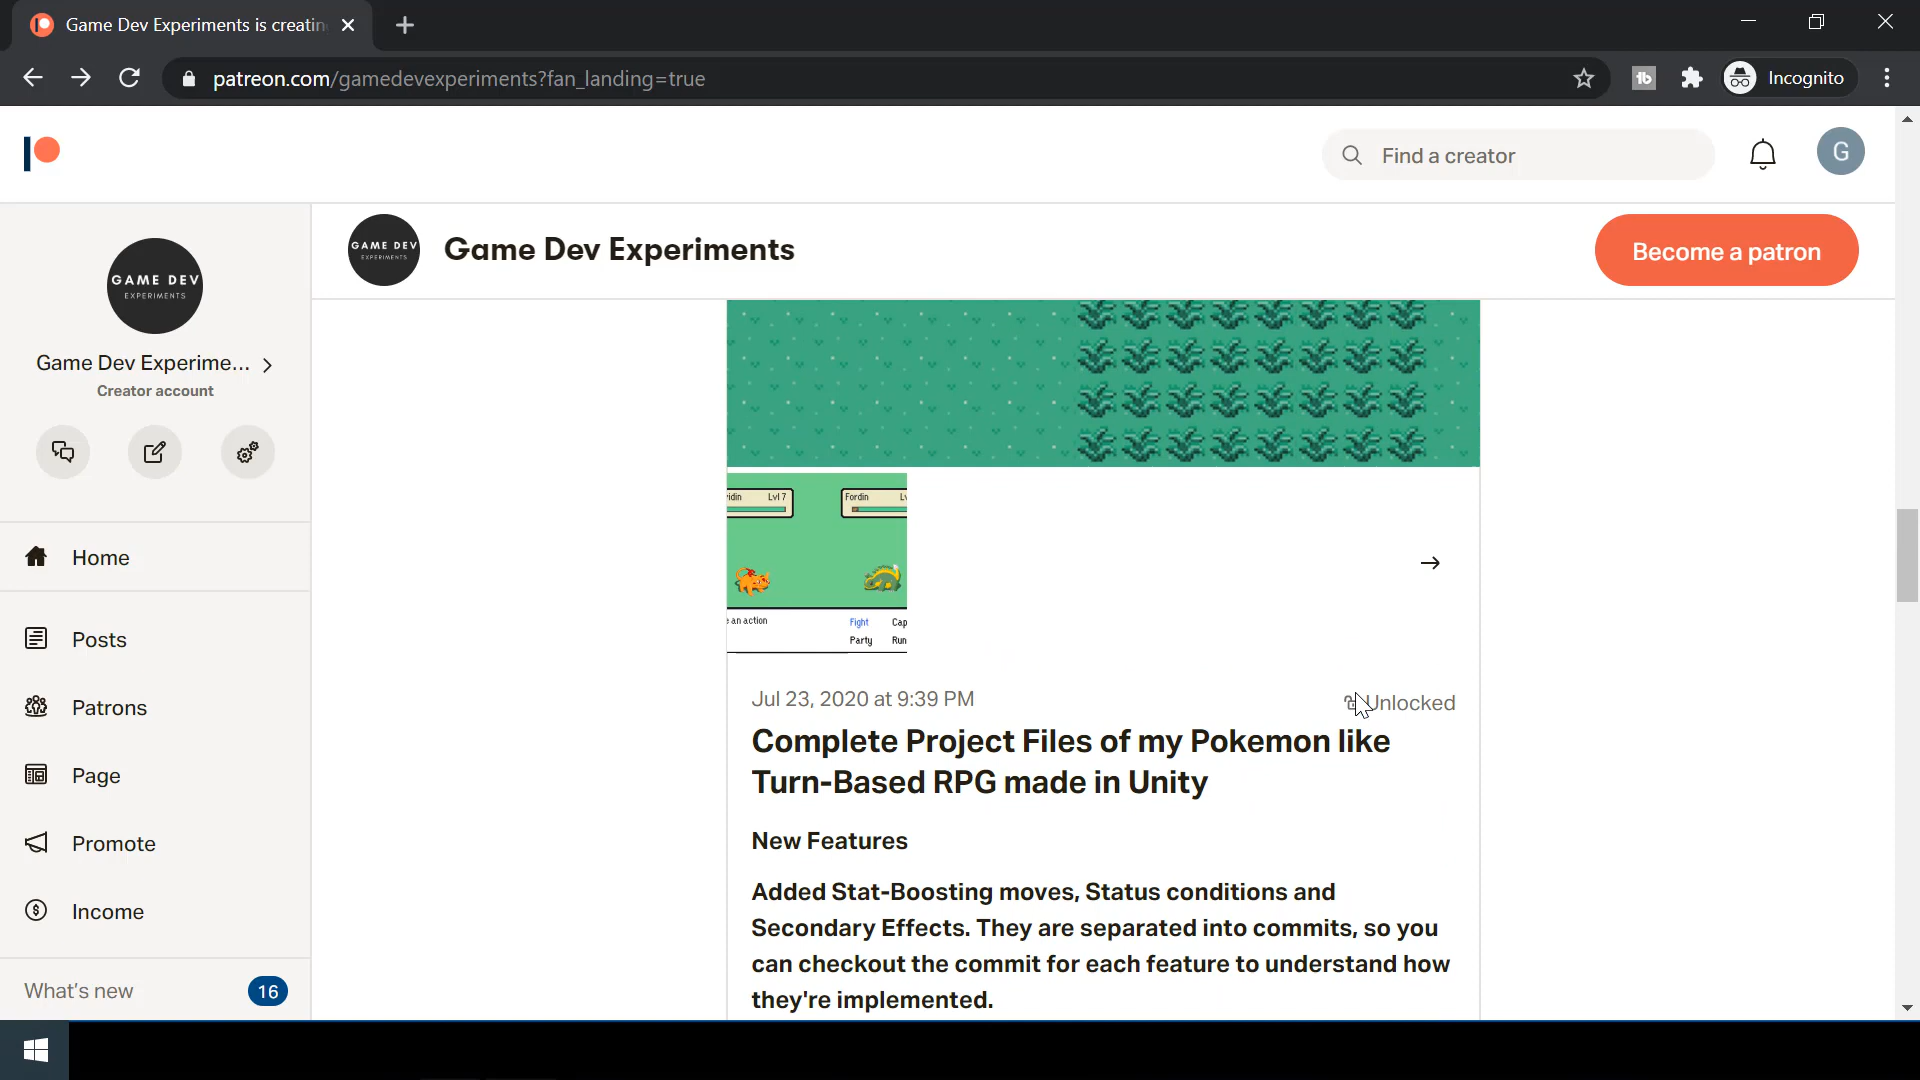 Game Dev Experiments is creatin
patreon.com/gamedevexperiments?fan_landing=true
Incognito
Find a creator
G
GAME DEV
EXPERIMENTS
Game Dev Experime...
Creator account
Home
Posts
Patrons
Page
Promote
Income
What's new
16
GAME DEV
EXPERIMENTS
Game Dev Experiments
Become a patron
idin Lvl 7
Fordin Lv
e an action
Fight Cap
Party Run
Jul 23, 2020 at 9:39 PM
Unlocked
Complete Project Files of my Pokemon like
Turn-Based RPG made in Unity
New Features
Added Stat-Boosting moves, Status conditions and
Secondary Effects. They are separated into commits, so you
can checkout the commit for each feature to understand how
they're implemented.